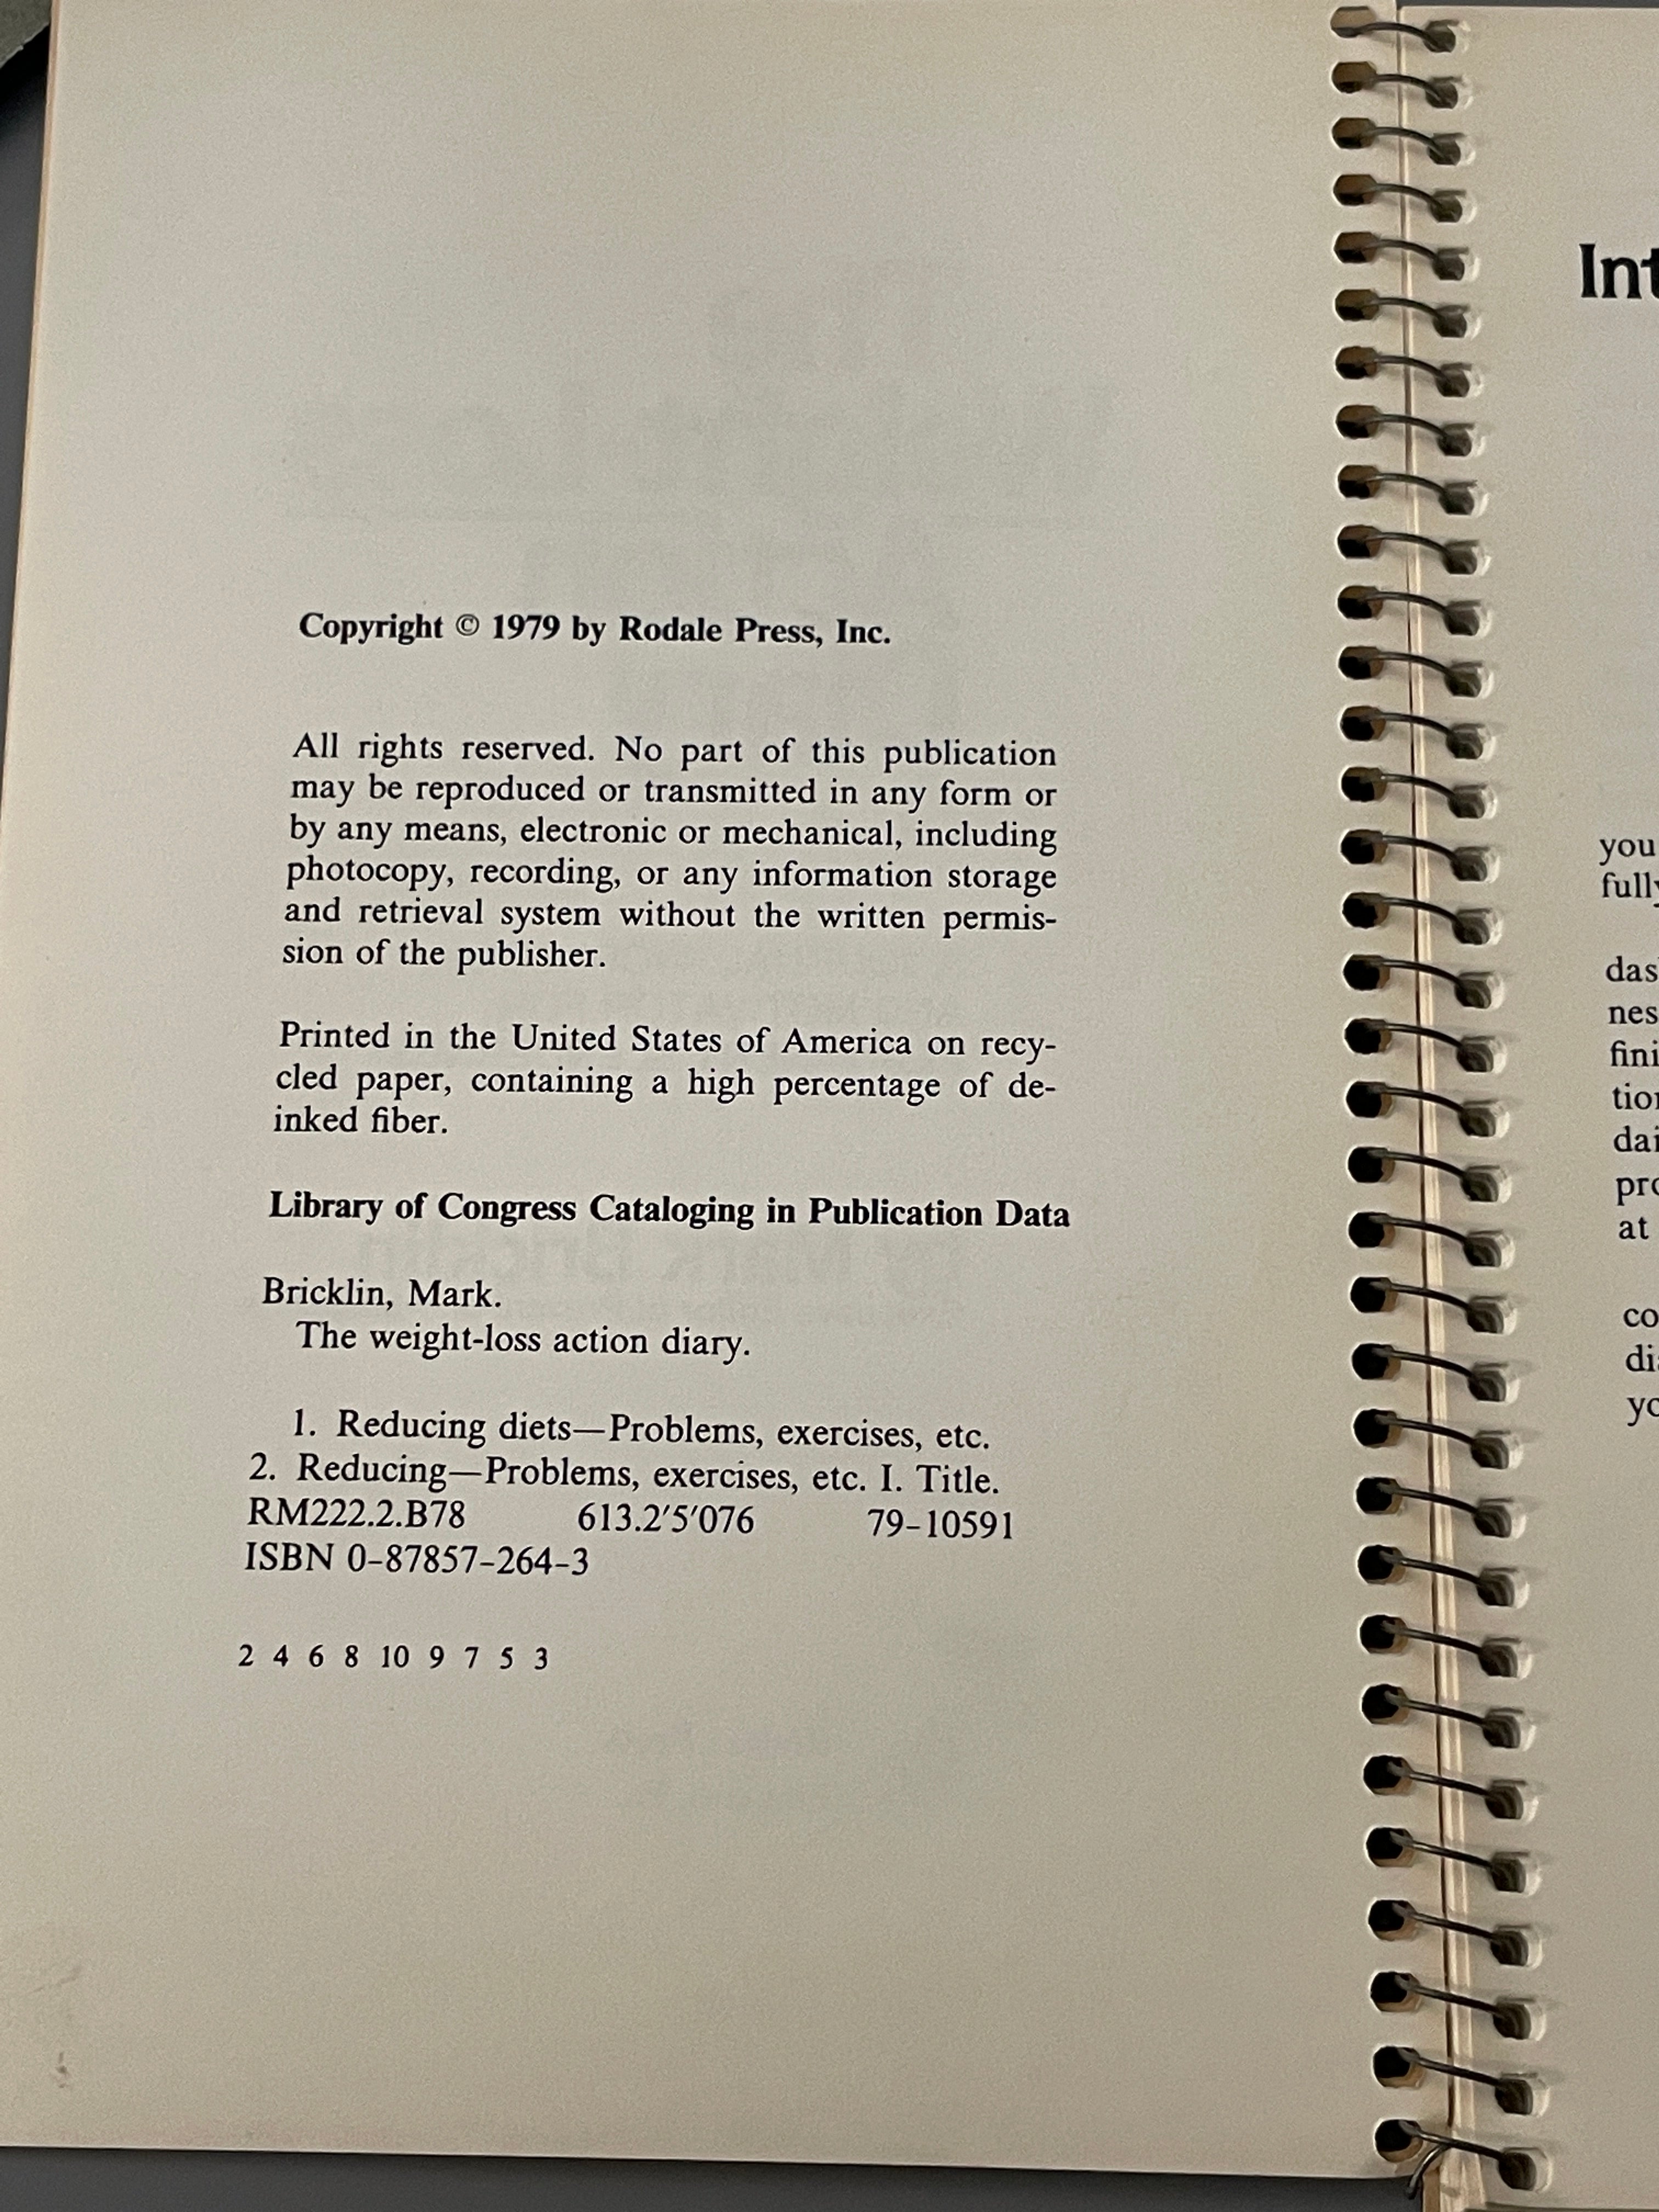 Copyright © 1979 by Rodale Press, Inc.
All rights reserved. No part of this publication
may be reproduced or transmitted in any form or
by any means, electronic or mechanical, including
photocopy, recording, or any information storage
and retrieval system without the written permis-
sion of the publisher.
Printed in the United States of America on recy-
cled paper, containing a high percentage of de-
inked fiber.
Library of Congress Cataloging in Publication Data
Bricklin, Mark.
The weight-loss action diary.
1. Reducing diets—Problems, exercises, etc.
2. Reducing—Problems, exercises, etc. I. Title.
RM222.2.B78 613.2′5′076 79-10591
ISBN 0-87857-264-3
2 4 6 8 10 9 7 5 3
you
at